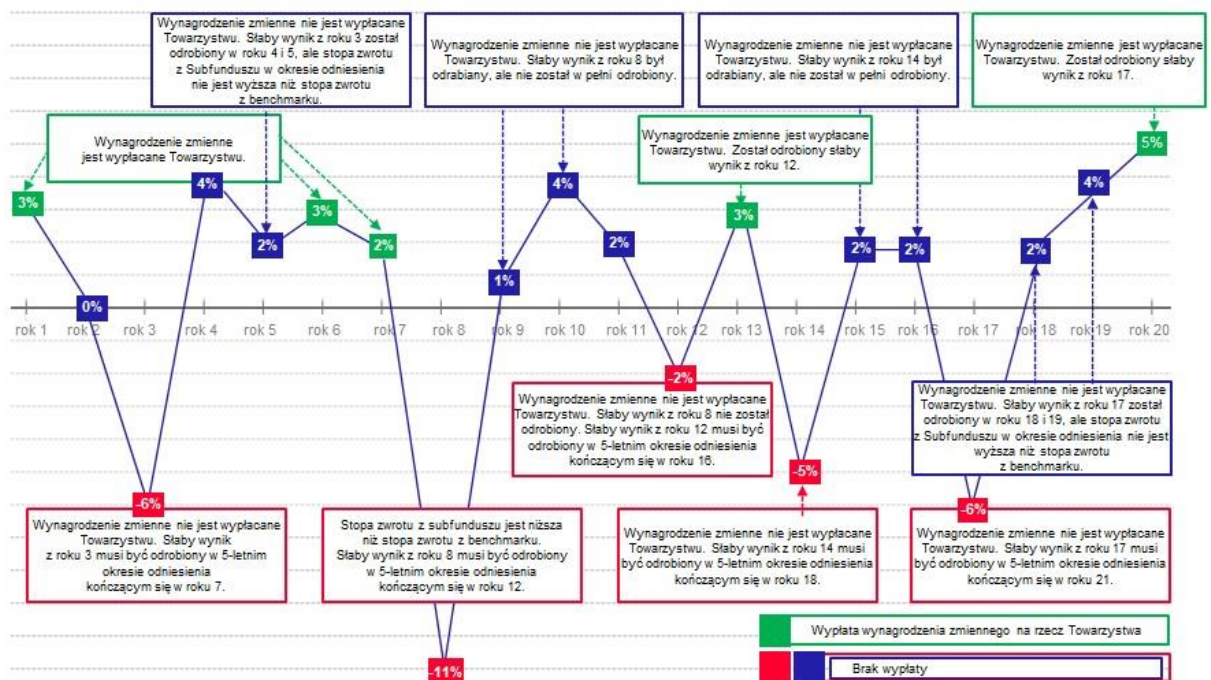 Wynagrodzenie zmienne nie jest wypłacane
Towarzystwu. Słaby wynik z roku 3 został
odrobiony w roku 4 i 5, ale stopa zwrotu
z Subfunduszu w okresie odniesienia
nie jest wyższa niż stopa zwrotu
z benchmarku.
Wynagrodzenie zmienne nie jest wypłacane
Towarzystwu. Słaby wynik z roku 8 był
odrabiany, ale nie został w pełni odrobiony.
Wynagrodzenie zmienne nie jest wypłacane
Towarzystwu. Słaby wynik z roku 14 był
odrabiany, ale nie został w pełni odrobiony.
Wynagrodzenie zmienne jest wypłacane
Towarzystwu. Został odrobiony słaby
wynik z roku 17.
Wynagrodzenie zmienne
jest wypłacane Towarzystwu.
Wynagrodzenie zmienne jest wypłacane
Towarzystwu. Został odrobiony słaby
wynik z roku 12.
3%
0%
-6%
4%
2%
3%
2%
-11%
1%
4%
2%
-2%
3%
-5%
2%
2%
-6%
2%
4%
5%
rok 1
rok 2
rok 3
rok 4
rok 5
rok 6
rok 7
rok 8
rok 9
rok 10
rok 11
rok 12
rok 13
rok 14
rok 15
rok 16
rok 17
rok 18
rok 19
rok 20
Wynagrodzenie zmienne nie jest wypłacane
Towarzystwu. Słaby wynik z roku 8 nie został
odrobiony. Słaby wynik z roku 12 musi być
odrobiony w 5-letnim okresie odniesienia
kończącym się w roku 16.
Wynagrodzenie zmienne nie jest wypłacane
Towarzystwu. Słaby wynik z roku 17 został
odrobiony w roku 18 i 19, ale stopa zwrotu
z Subfunduszu w okresie odniesienia nie jest
wyższa niż stopa zwrotu
z benchmarku.
Wynagrodzenie zmienne nie jest wypłacane
Towarzystwu. Słaby wynik
z roku 3 musi być odrobiony w 5-letnim
okresie odniesienia
kończącym się w roku 7.
Stopa zwrotu z subfunduszu jest niższa
niż stopa zwrotu z benchmarku.
Słaby wynik z roku 8 musi być odrobiony
w 5-letnim okresie odniesienia
kończącym się w roku 12.
Wynagrodzenie zmienne nie jest wypłacane
Towarzystwu. Słaby wynik z roku 14 musi
być odrobiony w 5-letnim okresie odniesienia
kończącym się w roku 18.
Wynagrodzenie zmienne nie jest wypłacane
Towarzystwu. Słaby wynik z roku 17 musi
być odrobiony w 5-letnim okresie odniesienia
kończącym się w roku 21.
Wypłata wynagrodzenia zmiennego na rzecz Towarzystwa
Brak wypłaty